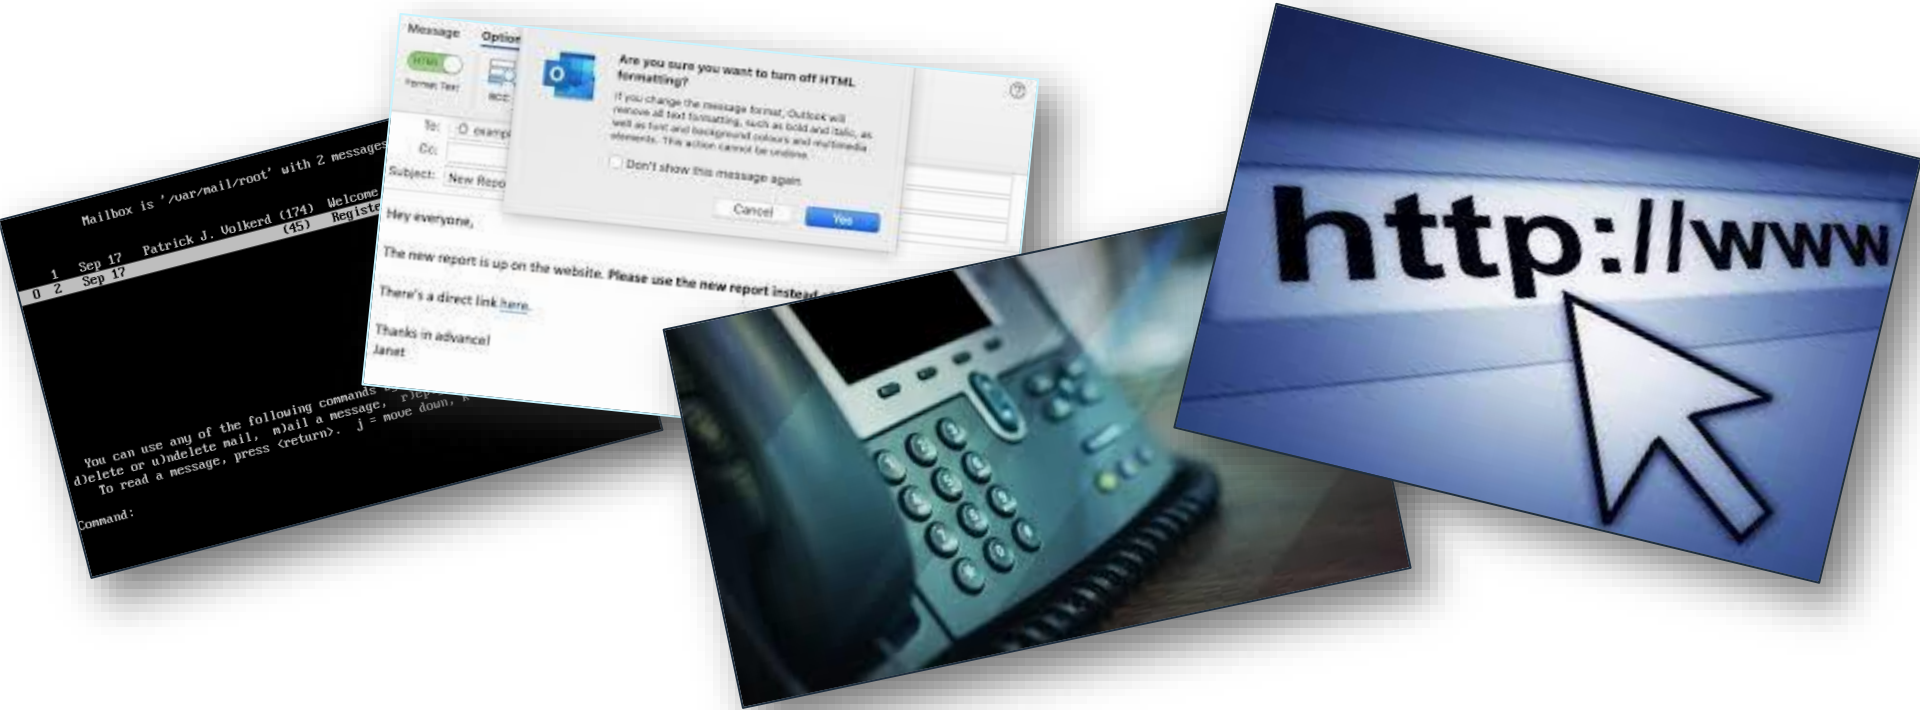 Mailbox is '/var/mail/root' with 2 messages
1 Sep 17 Patrick J. Volkerd (174) Welcome
0 2 Sep 17 (45) Registe
You can use any of the following commands
d)elete or u)ndelete mail, m)ail a message, r)ep
To read a message, press <return>. j = move down,
Command:
Message Option
HTML
Format Text
BCC
Are you sure you want to turn off HTML
formatting?
If you change the message format, Outlook will
remove all text formatting, such as bold and italic, as
well as font and background colours and multimedia
elements. This action cannot be undone.
Don't show this message again
Cancel Yes
To: exampl
Cc:
Subject: New Repo
Hey everyone,
The new report is up on the website. Please use the new report instead
There's a direct link here.
Thanks in advance!
Janet
http://www